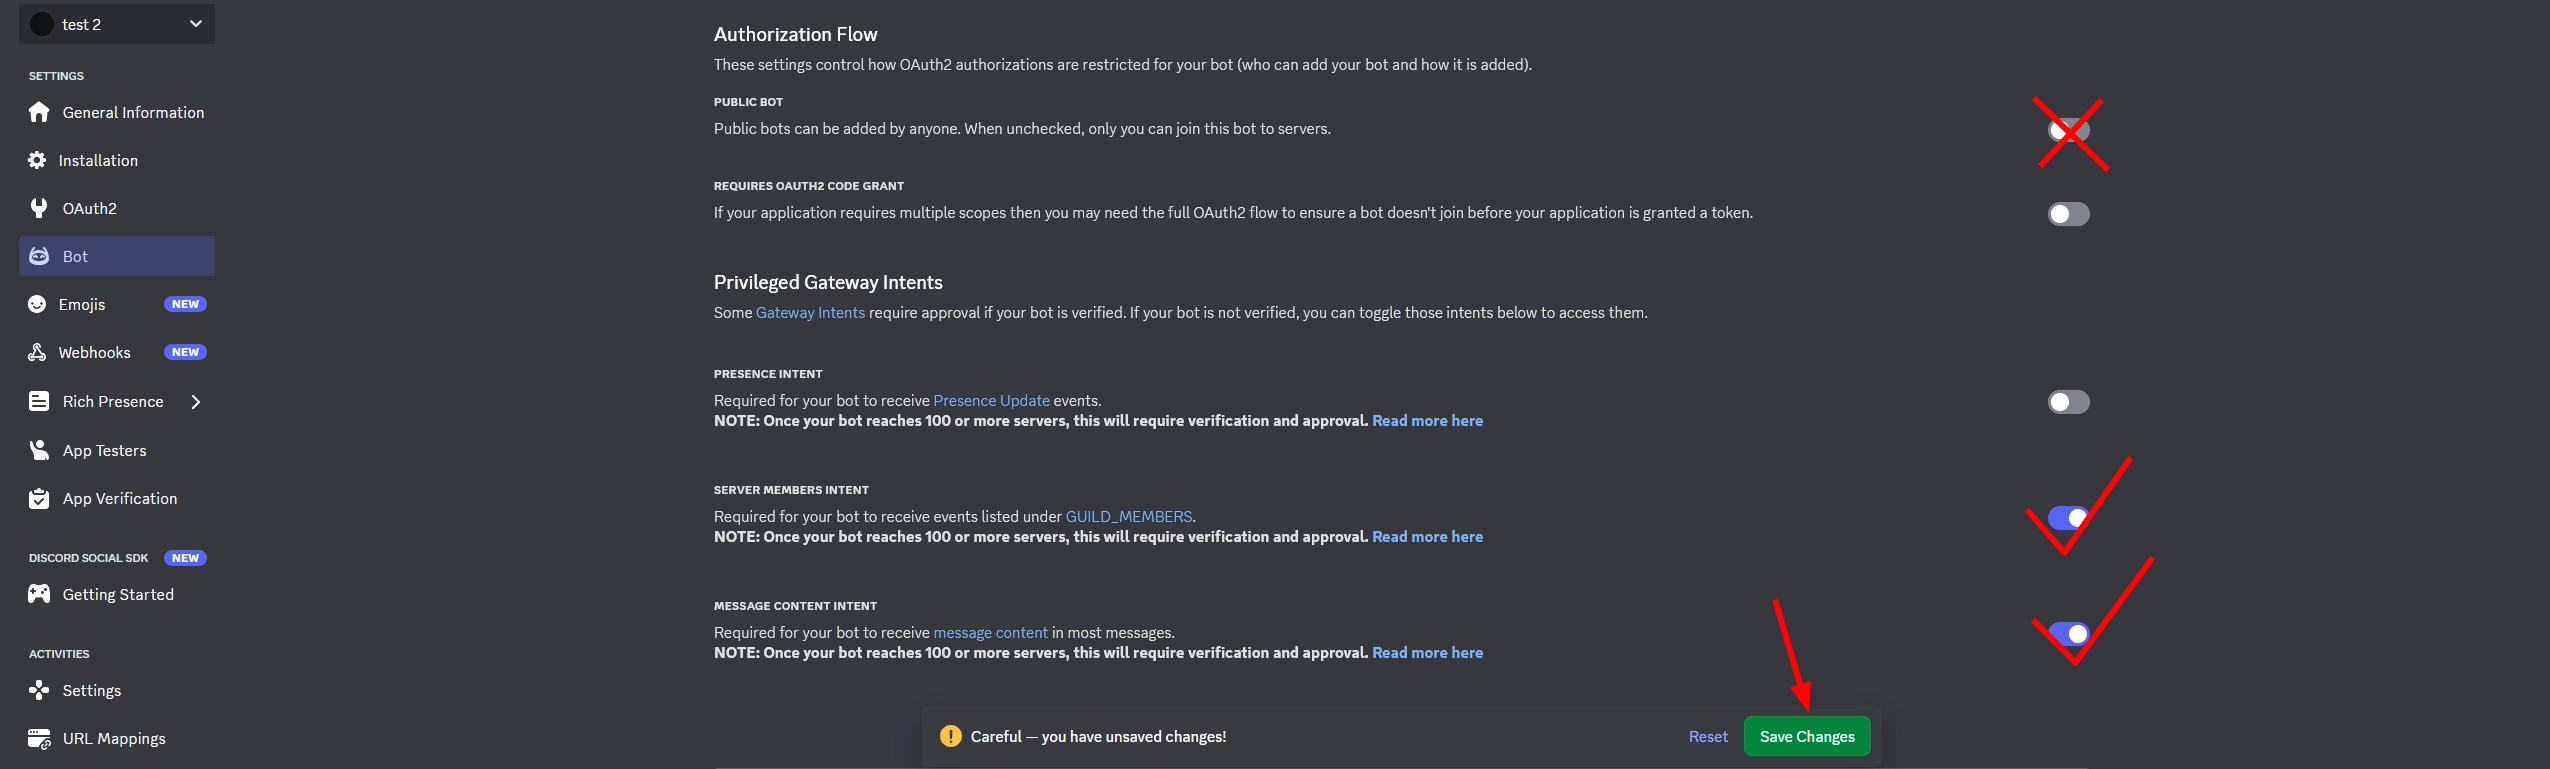 test 2
SETTINGS
General Information
Installation
OAuth2
Bot
Emojis NEW
Webhooks NEW
Rich Presence
App Testers
App Verification
DISCORD SOCIAL SDK NEW
Getting Started
ACTIVITIES
Settings
URL Mappings
Authorization Flow
These settings control how OAuth2 authorizations are restricted for your bot (who can add your bot and how it is added).
PUBLIC BOT
Public bots can be added by anyone. When unchecked, only you can join this bot to servers.
REQUIRES OAUTH2 CODE GRANT
If your application requires multiple scopes then you may need the full OAuth2 flow to ensure a bot doesn't join before your application is granted a token.
Privileged Gateway Intents
Some Gateway Intents require approval if your bot is verified. If your bot is not verified, you can toggle those intents below to access them.
PRESENCE INTENT
Required for your bot to receive Presence Update events.
NOTE: Once your bot reaches 100 or more servers, this will require verification and approval. Read more here
SERVER MEMBERS INTENT
Required for your bot to receive events listed under GUILD_MEMBERS.
NOTE: Once your bot reaches 100 or more servers, this will require verification and approval. Read more here
MESSAGE CONTENT INTENT
Required for your bot to receive message content in most messages.
NOTE: Once your bot reaches 100 or more servers, this will require verification and approval. Read more here
Careful — you have unsaved changes! Reset Save Changes